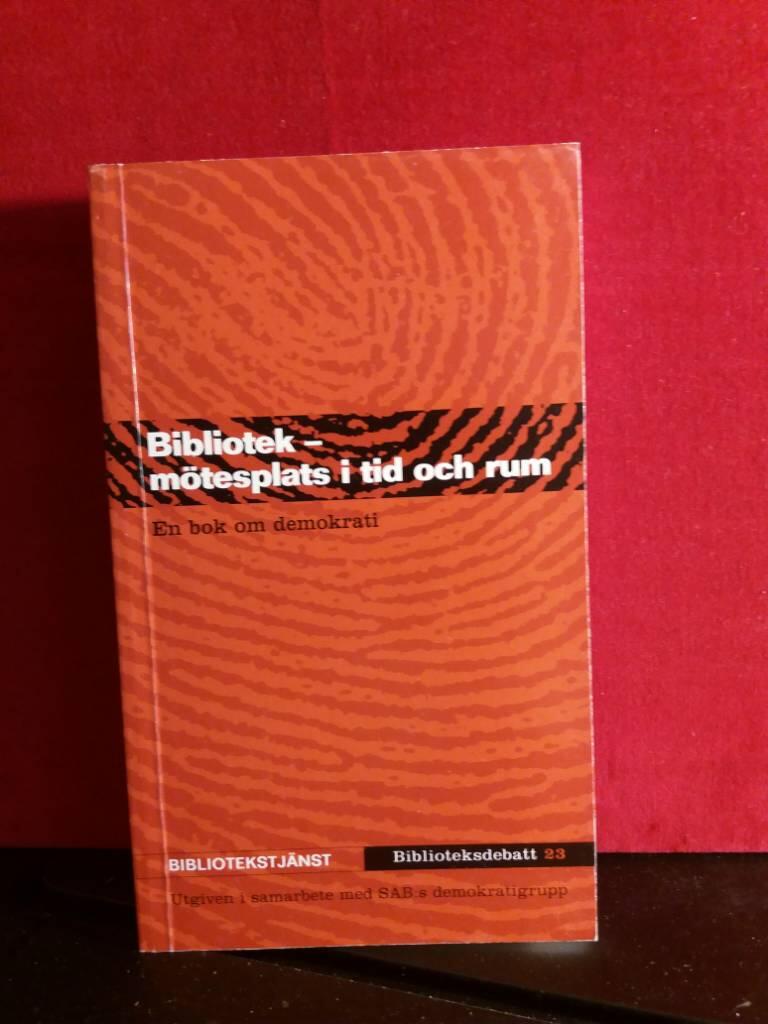 Bibliotek –
mötesplats i tid och rum
En bok om demokrati
BIBLIOTEKSTJÄNST
Biblioteksdebatt 23
Utgiven i samarbete med SAB:s demokratigrupp